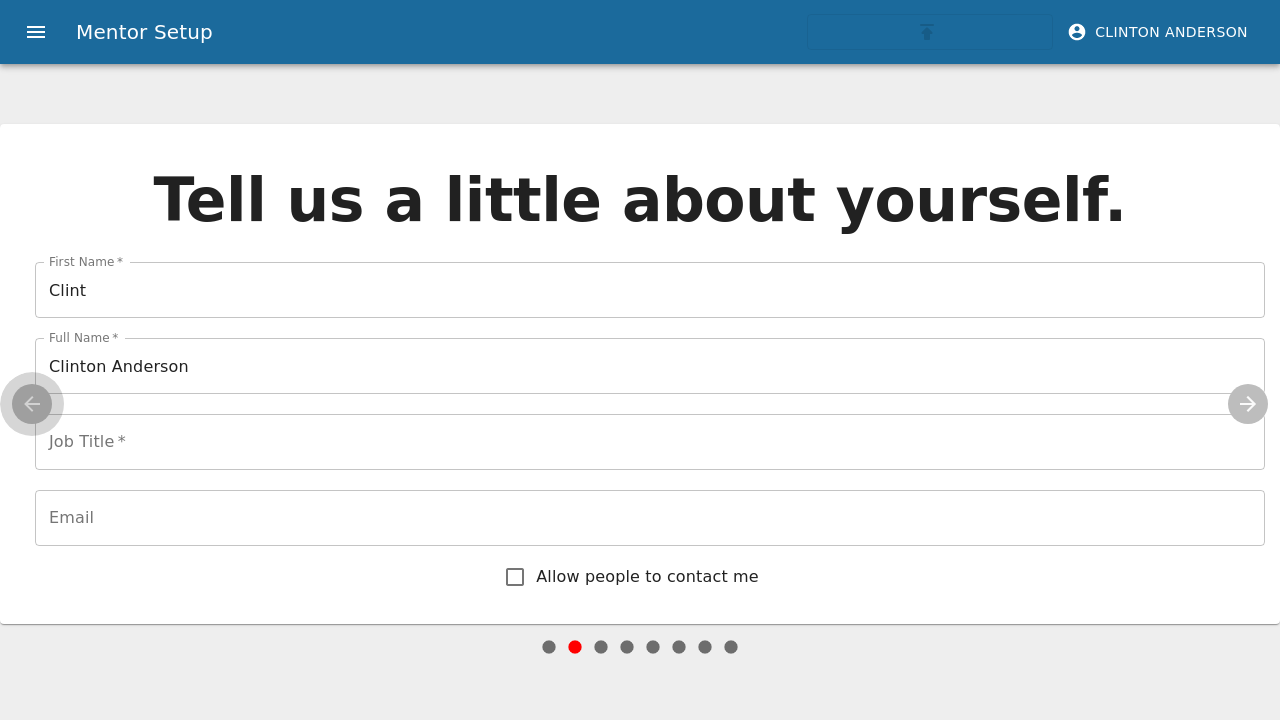 Mentor Setup
CLINTON ANDERSON
Tell us a little about yourself.
First Name *
Clint
Full Name *
Clinton Anderson
Job Title *
Email
Allow people to contact me